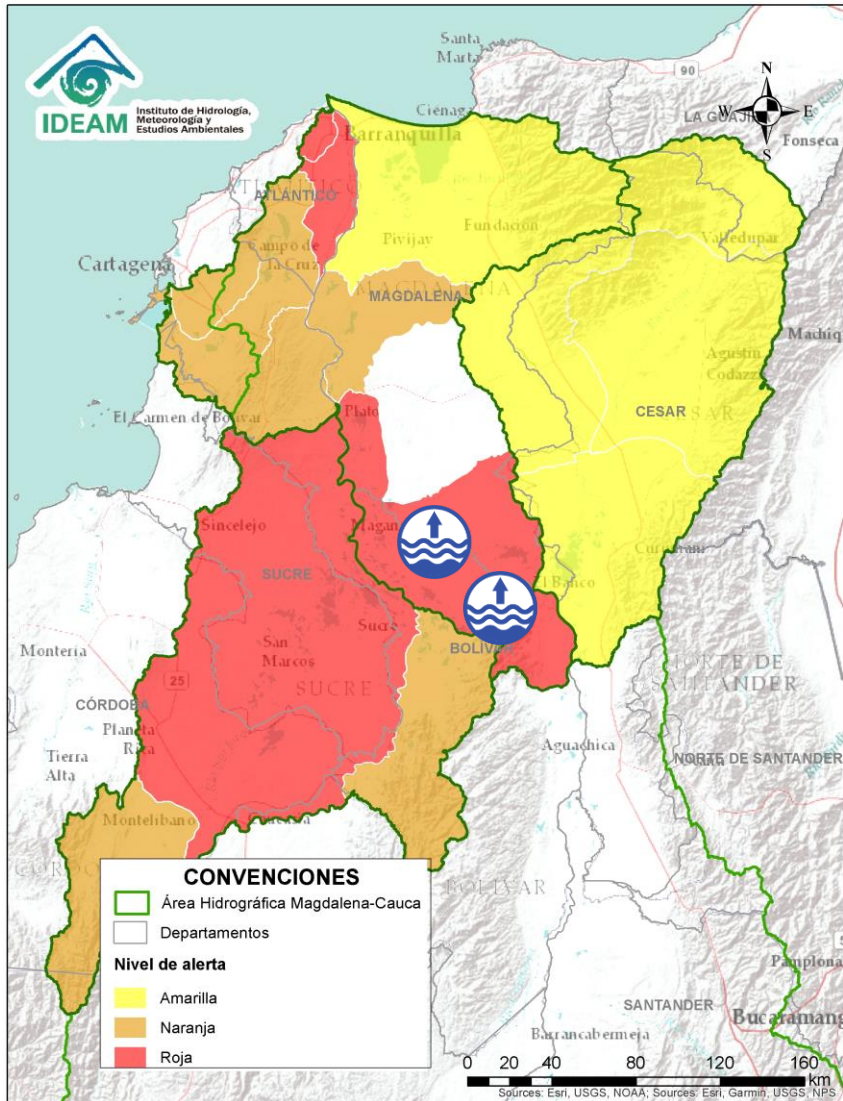 IDEAM
Instituto de Hidrología,
Meteorología y
Estudios Ambientales
Santa
Marta
90
N
W
E
S
Ciénaga
LA GUAJI
Fonseca
Barranquilla
ATLÁNTICO
Pivijay
Fundación
Valledupar
Cartagena
Campo de
la Cruz
MAGDALENA
Machiq
Agustín
Codazzi
CESAR
El Carmen de Bolívar
Plato
Sincelejo
Magan
Curumaní
SUCRE
El Banco
Sucre
Montería
San
Marcos
BOLÍVAR
25
SUCRE
NORTE DE
SANTANDER
CÓRDOBA
Planeta
Rica
Aguachica
Tierra
Alta
NORTE DE SANTANDER
Montelíbano
Caucasia
BOLÍVAR
CONVENCIONES
Área Hidrográfica Magdalena-Cauca
Departamentos
Nivel de alerta
Amarilla
Naranja
Roja
Pamplona
SANTANDER
Bucaramang
Barrancabermeja
0 20 40 80 120 160
km
Sources: Esri, USGS, NOAA; Sources: Esri, Garmin, USGS, NPS